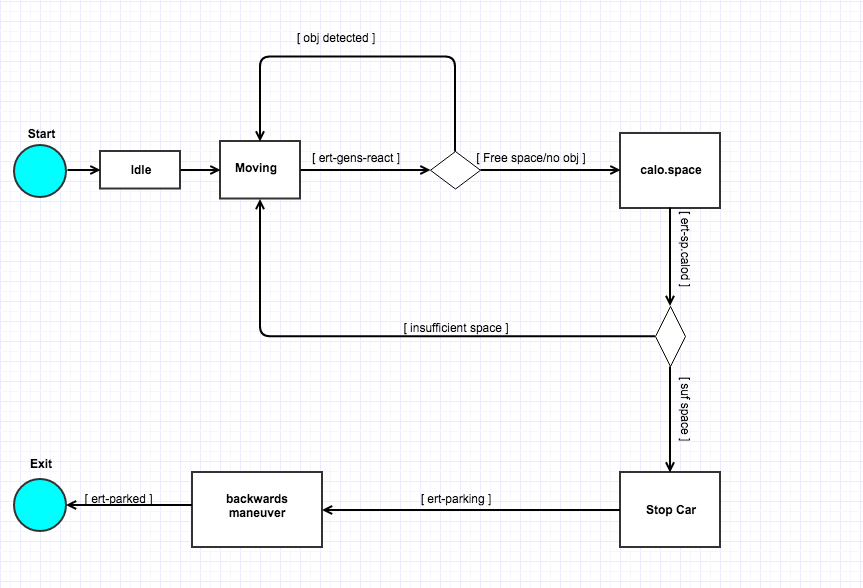 [ obj detected ]
Start
Idle
Moving
[ ert-gens-react ]
[ Free space/no obj ]
calo.space
[ ert-sp.calod ]
[ insufficient space ]
[ suf space ]
Exit
[ ert-parked ]
backwards
maneuver
[ ert-parking ]
Stop Car